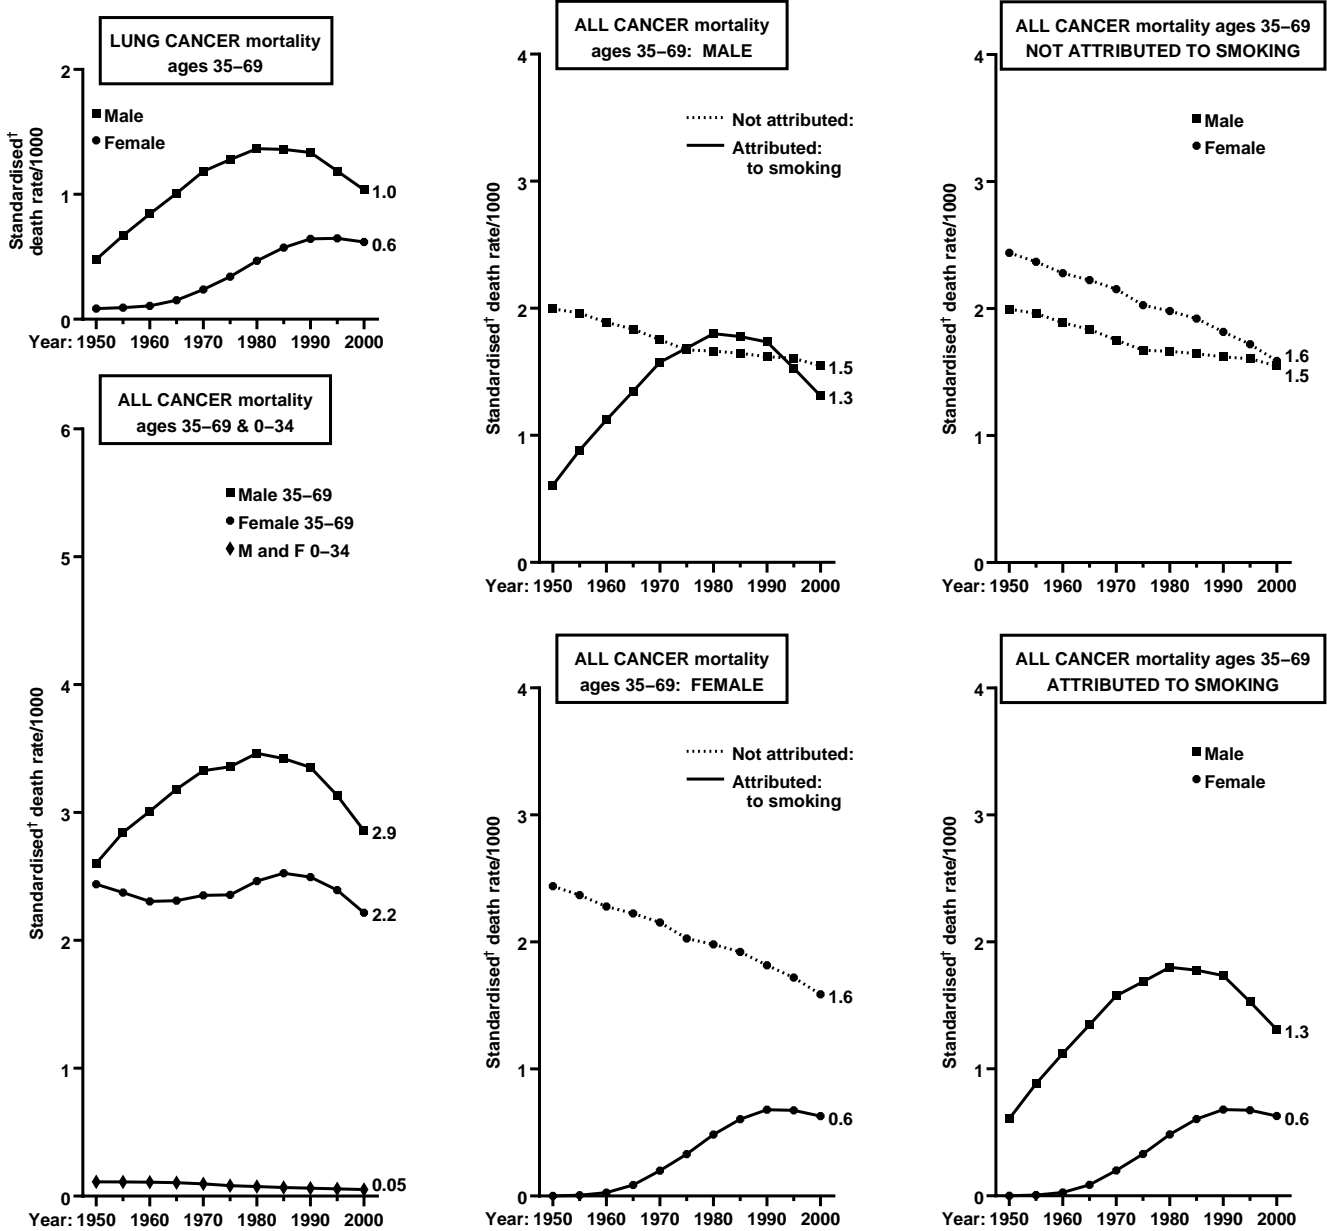 LUNG CANCER mortality
ages 35–69
2
1
0
Standardised†
death rate/1000
Male
Female
1.0
0.6
Year: 1950 1960 1970 1980 1990 2000
ALL CANCER mortality
ages 35–69 & 0–34
6
5
4
3
2
1
0
Standardised† death rate/1000
Male 35–69
Female 35–69
M and F 0–34
2.9
2.2
0.05
Year: 1950 1960 1970 1980 1990 2000
ALL CANCER mortality
ages 35–69: MALE
4
3
2
1
0
Standardised† death rate/1000
Not attributed:
Attributed:
to smoking
1.5
1.3
Year: 1950 1960 1970 1980 1990 2000
ALL CANCER mortality
ages 35–69: FEMALE
4
3
2
1
0
Standardised† death rate/1000
Not attributed:
Attributed:
to smoking
1.6
0.6
Year: 1950 1960 1970 1980 1990 2000
ALL CANCER mortality ages 35–69
NOT ATTRIBUTED TO SMOKING
4
3
2
1
0
Standardised† death rate/1000
Male
Female
1.6
1.5
Year: 1950 1960 1970 1980 1990 2000
ALL CANCER mortality ages 35–69
ATTRIBUTED TO SMOKING
4
3
2
1
0
Standardised† death rate/1000
Male
Female
1.3
0.6
Year: 1950 1960 1970 1980 1990 2000